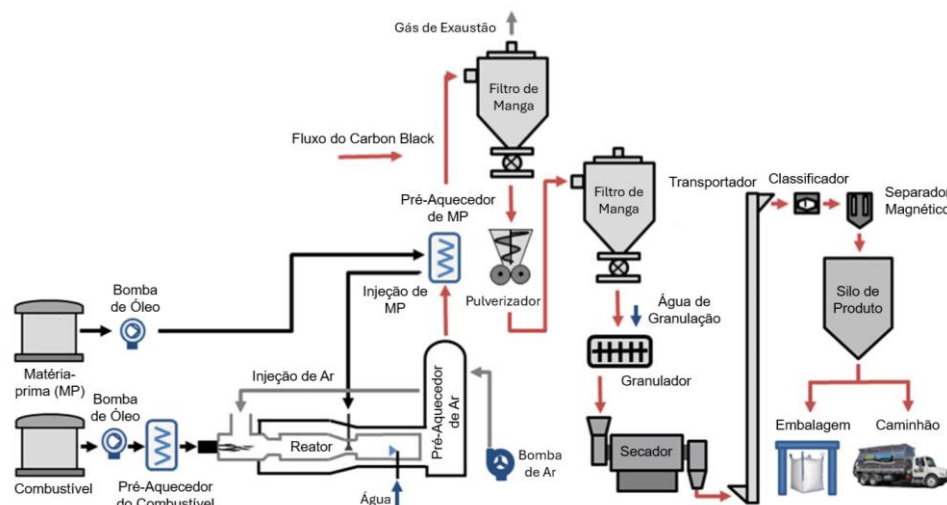 Gás de Exaustão
Filtro de
Manga
Fluxo do Carbon Black
Pré-Aquecedor
de MP
Filtro de
Manga
Transportador
Classificador
Separador
Magnético
Bomba
de Óleo
Injeção de
MP
Pulverizador
Água de
Granulação
Silo de
Produto
Matéria-
prima (MP)
Injeção de Ar
Pré-Aquecedor
de Ar
Granulador
Bomba
de Óleo
Reator
Bomba
de Ar
Secador
Embalagem
Caminhão
Combustível
Pré-Aquecedor
do Combustível
Água